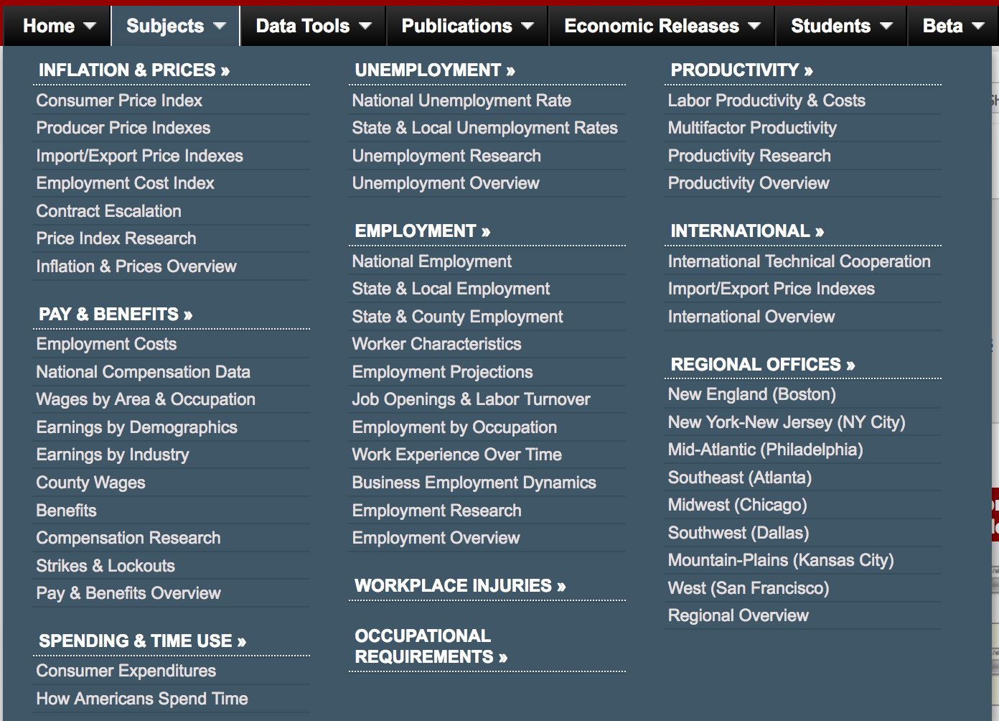 Home
Subjects
Data Tools
Publications
Economic Releases
Students
Beta
INFLATION & PRICES »
Consumer Price Index
Producer Price Indexes
Import/Export Price Indexes
Employment Cost Index
Contract Escalation
Price Index Research
Inflation & Prices Overview
PAY & BENEFITS »
Employment Costs
National Compensation Data
Wages by Area & Occupation
Earnings by Demographics
Earnings by Industry
County Wages
Benefits
Compensation Research
Strikes & Lockouts
Pay & Benefits Overview
SPENDING & TIME USE »
Consumer Expenditures
How Americans Spend Time
UNEMPLOYMENT »
National Unemployment Rate
State & Local Unemployment Rates
Unemployment Research
Unemployment Overview
EMPLOYMENT »
National Employment
State & Local Employment
State & County Employment
Worker Characteristics
Employment Projections
Job Openings & Labor Turnover
Employment by Occupation
Work Experience Over Time
Business Employment Dynamics
Employment Research
Employment Overview
WORKPLACE INJURIES »
OCCUPATIONAL
REQUIREMENTS »
PRODUCTIVITY »
Labor Productivity & Costs
Multifactor Productivity
Productivity Research
Productivity Overview
INTERNATIONAL »
International Technical Cooperation
Import/Export Price Indexes
International Overview
REGIONAL OFFICES »
New England (Boston)
New York-New Jersey (NY City)
Mid-Atlantic (Philadelphia)
Southeast (Atlanta)
Midwest (Chicago)
Southwest (Dallas)
Mountain-Plains (Kansas City)
West (San Francisco)
Regional Overview